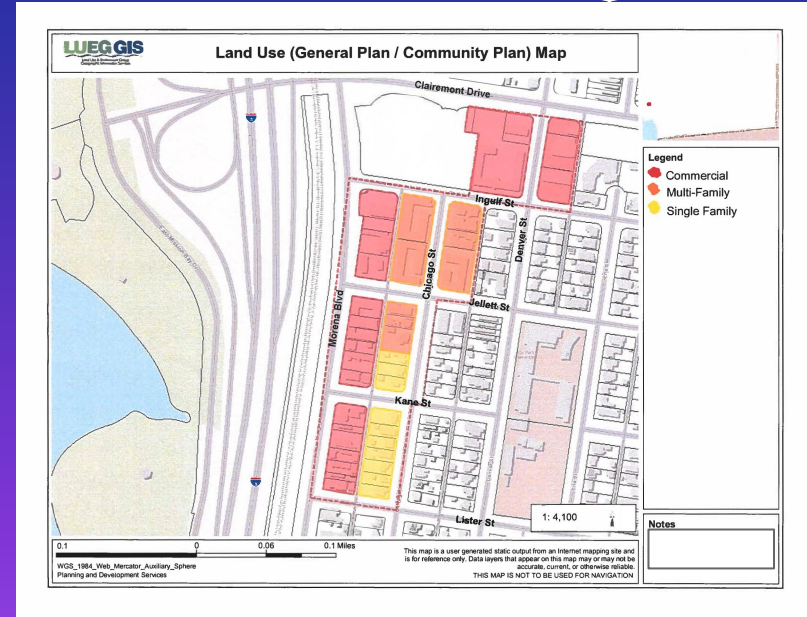 LUEG GIS
Land Use & Environment Group
Geographic Information Services
Land Use (General Plan / Community Plan) Map
Clairemont Drive
Ingulf St
Denver St
Chicago St
Morena Blvd
Jellett St
Kane St
Lister St
1: 4,100
Legend
Commercial
Multi-Family
Single Family
Notes
0.1 0 0.06 0.1 Miles
WGS_1984_Web_Mercator_Auxiliary_Sphere
Planning and Development Services
This map is a user generated static output from an Internet mapping site and
is for reference only. Data layers that appear on this map may or may not be
accurate, current, or otherwise reliable.
THIS MAP IS NOT TO BE USED FOR NAVIGATION